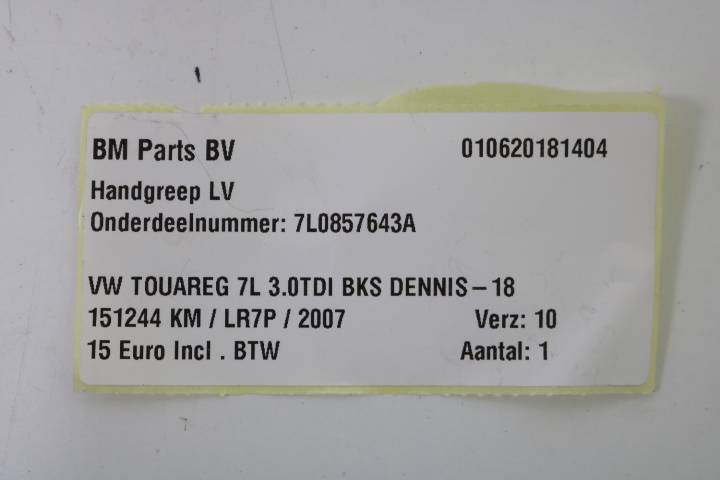 BM Parts BV 010620181404
Handgreep LV
Onderdeelnummer: 7L0857643A
VW TOUAREG 7L 3.0TDI BKS DENNIS-18
151244 KM / LR7P / 2007 Verz: 10
15 Euro Incl . BTW Aantal: 1